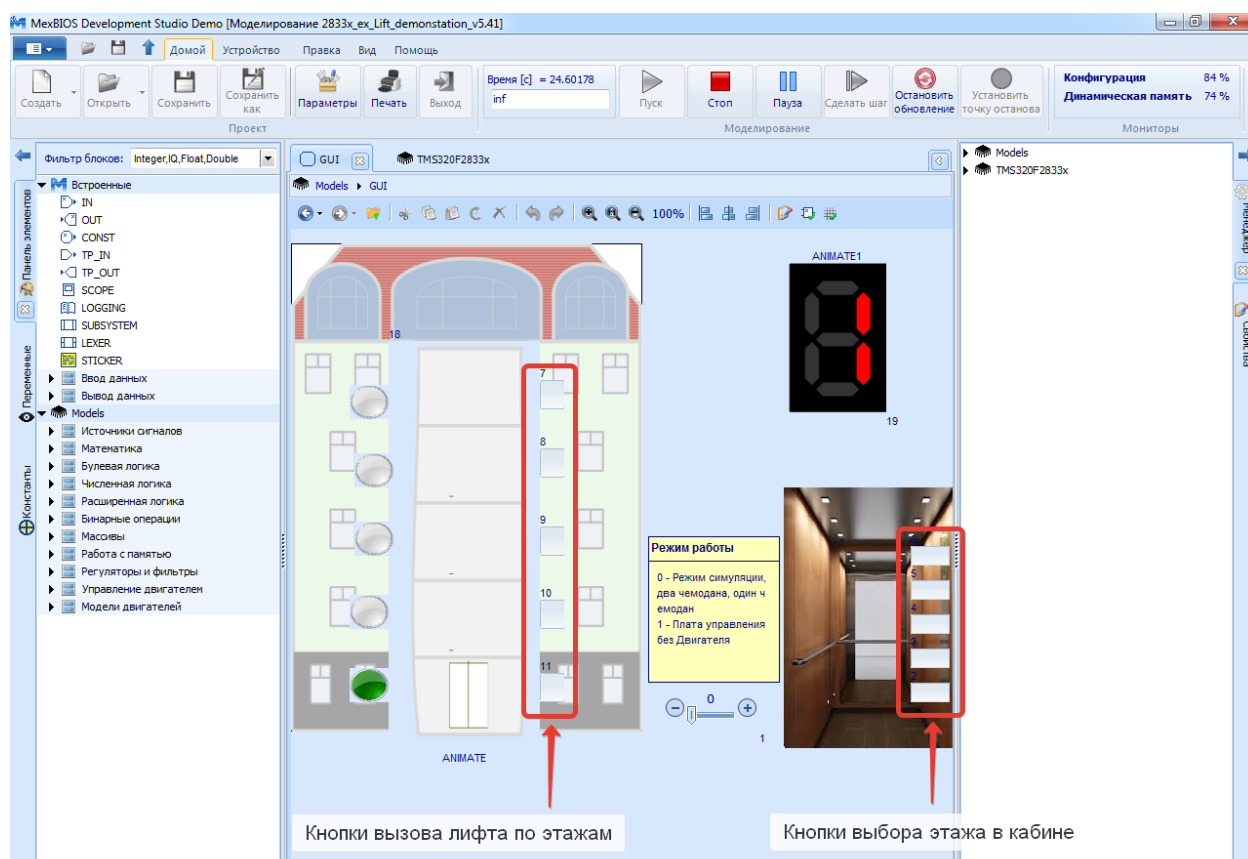 MexBIOS Development Studio Demo [Моделирование 2833x_ex_Lift_demonstation_v5.41]
Домой Устройство Правка Вид Помощь
Создать Открыть Сохранить Сохранить как
Проект
Параметры Печать Выход
Время [с] = 24.60178
inf
Пуск Стоп Пауза Сделать шаг Остановить обновление Установить точку останова
Моделирование
Конфигурация 84 %
Динамическая память 74 %
Мониторы
Фильтр блоков: Integer,IQ,Float,Double
Панель элементов
Переменные
Константы
Встроенные
IN
OUT
CONST
TP_IN
TP_OUT
SCOPE
LOGGING
SUBSYSTEM
LEXER
STICKER
Ввод данных
Вывод данных
Models
Источники сигналов
Математика
Булевая логика
Численная логика
Расширенная логика
Бинарные операции
Массивы
Работа с памятью
Регуляторы и фильтры
Управление двигателем
Модели двигателей
GUI TMS320F2833x
Models GUI
100%
18
7
8
9
10
11
ANIMATE
ANIMATE1
19
Режим работы
0 - Режим симуляции,
два чемодана, один ч
емодан
1 - Плата управления
без Двигателя
0
1
5
4
3
2
Кнопки вызова лифта по этажам
Кнопки выбора этажа в кабине
Models
TMS320F2833x
Менеджер
Свойства